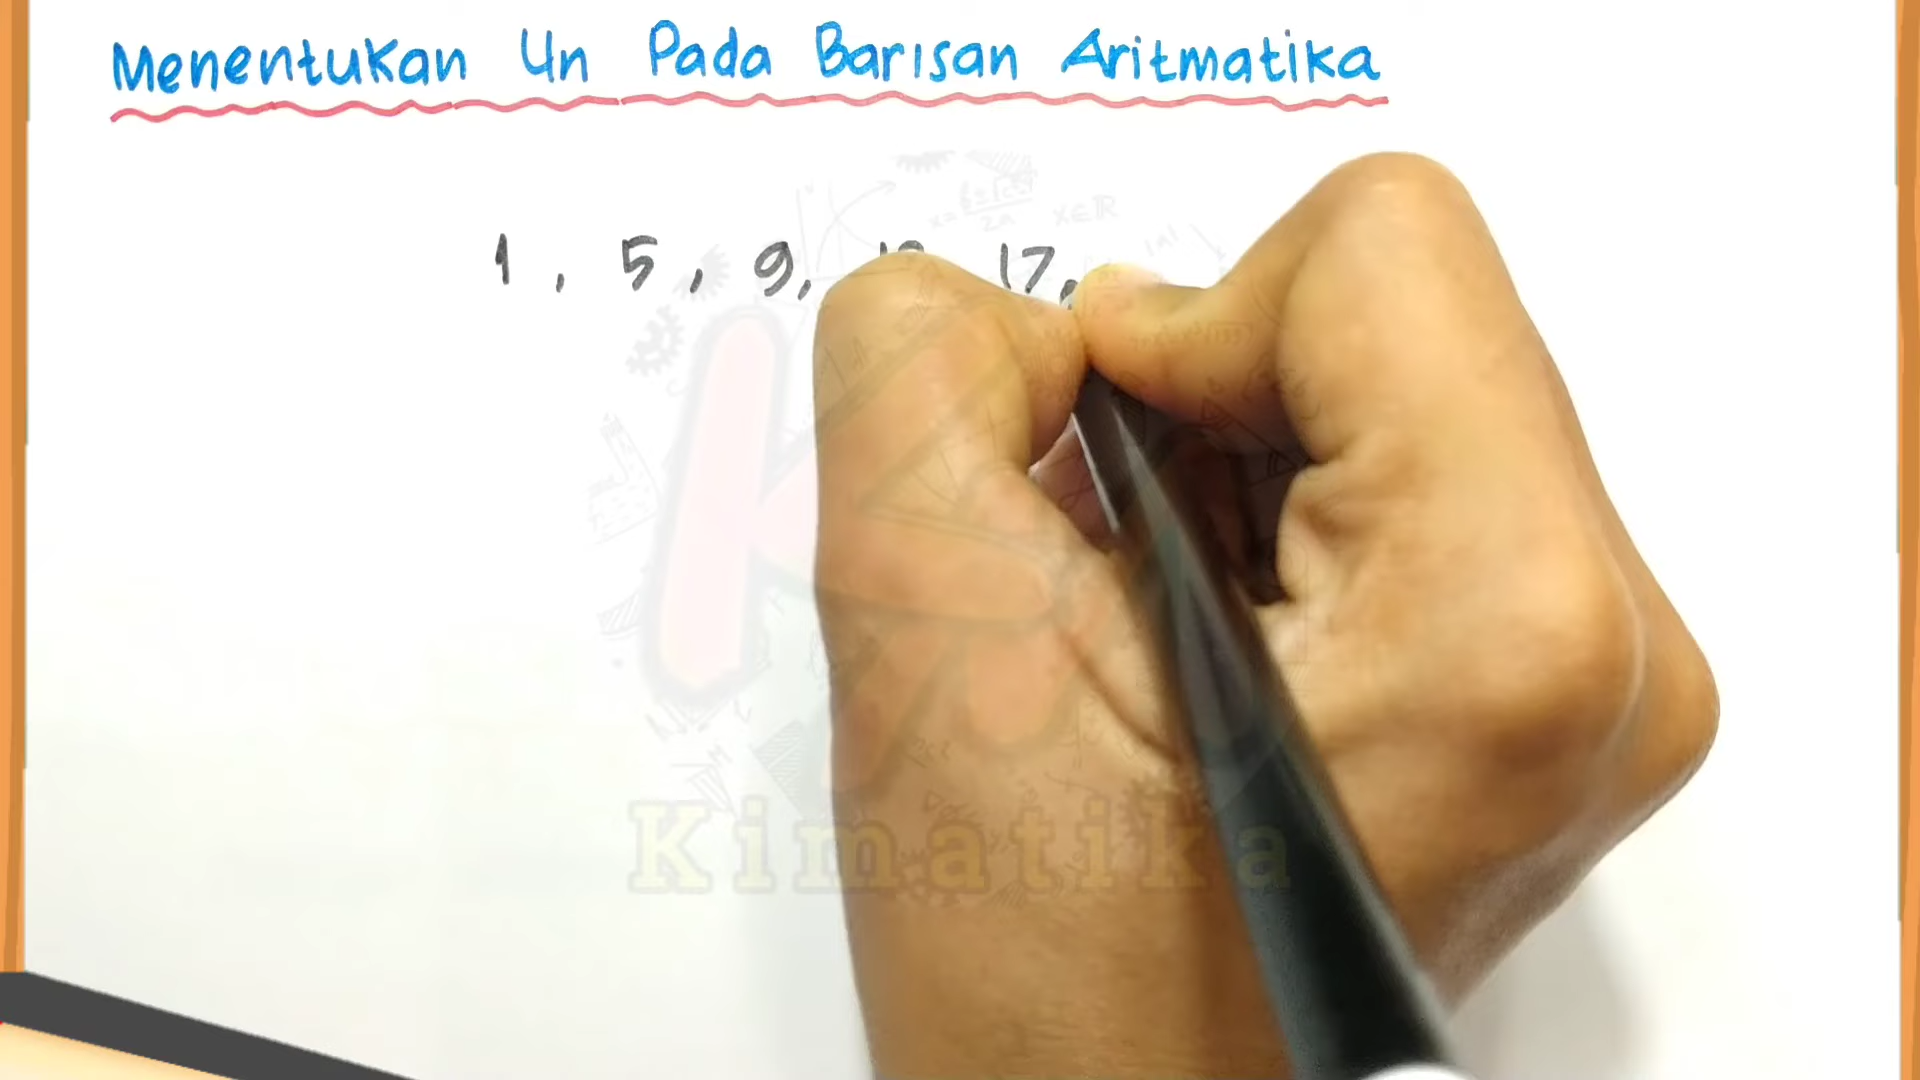 Menentukan Un Pada Barisan Aritmatika
1 , 5 , 9, 17,
Kimatika